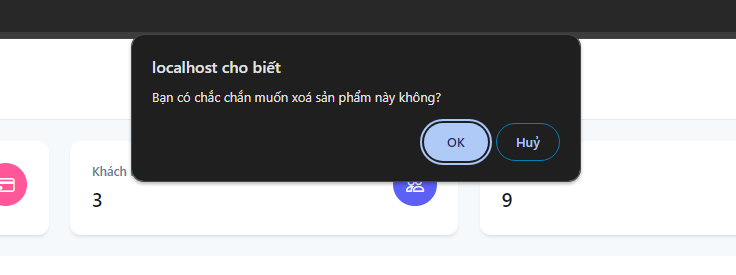 localhost cho biết
Bạn có chắc chắn muốn xoá sản phẩm này không?
OK
Huỷ
Khách
3
9